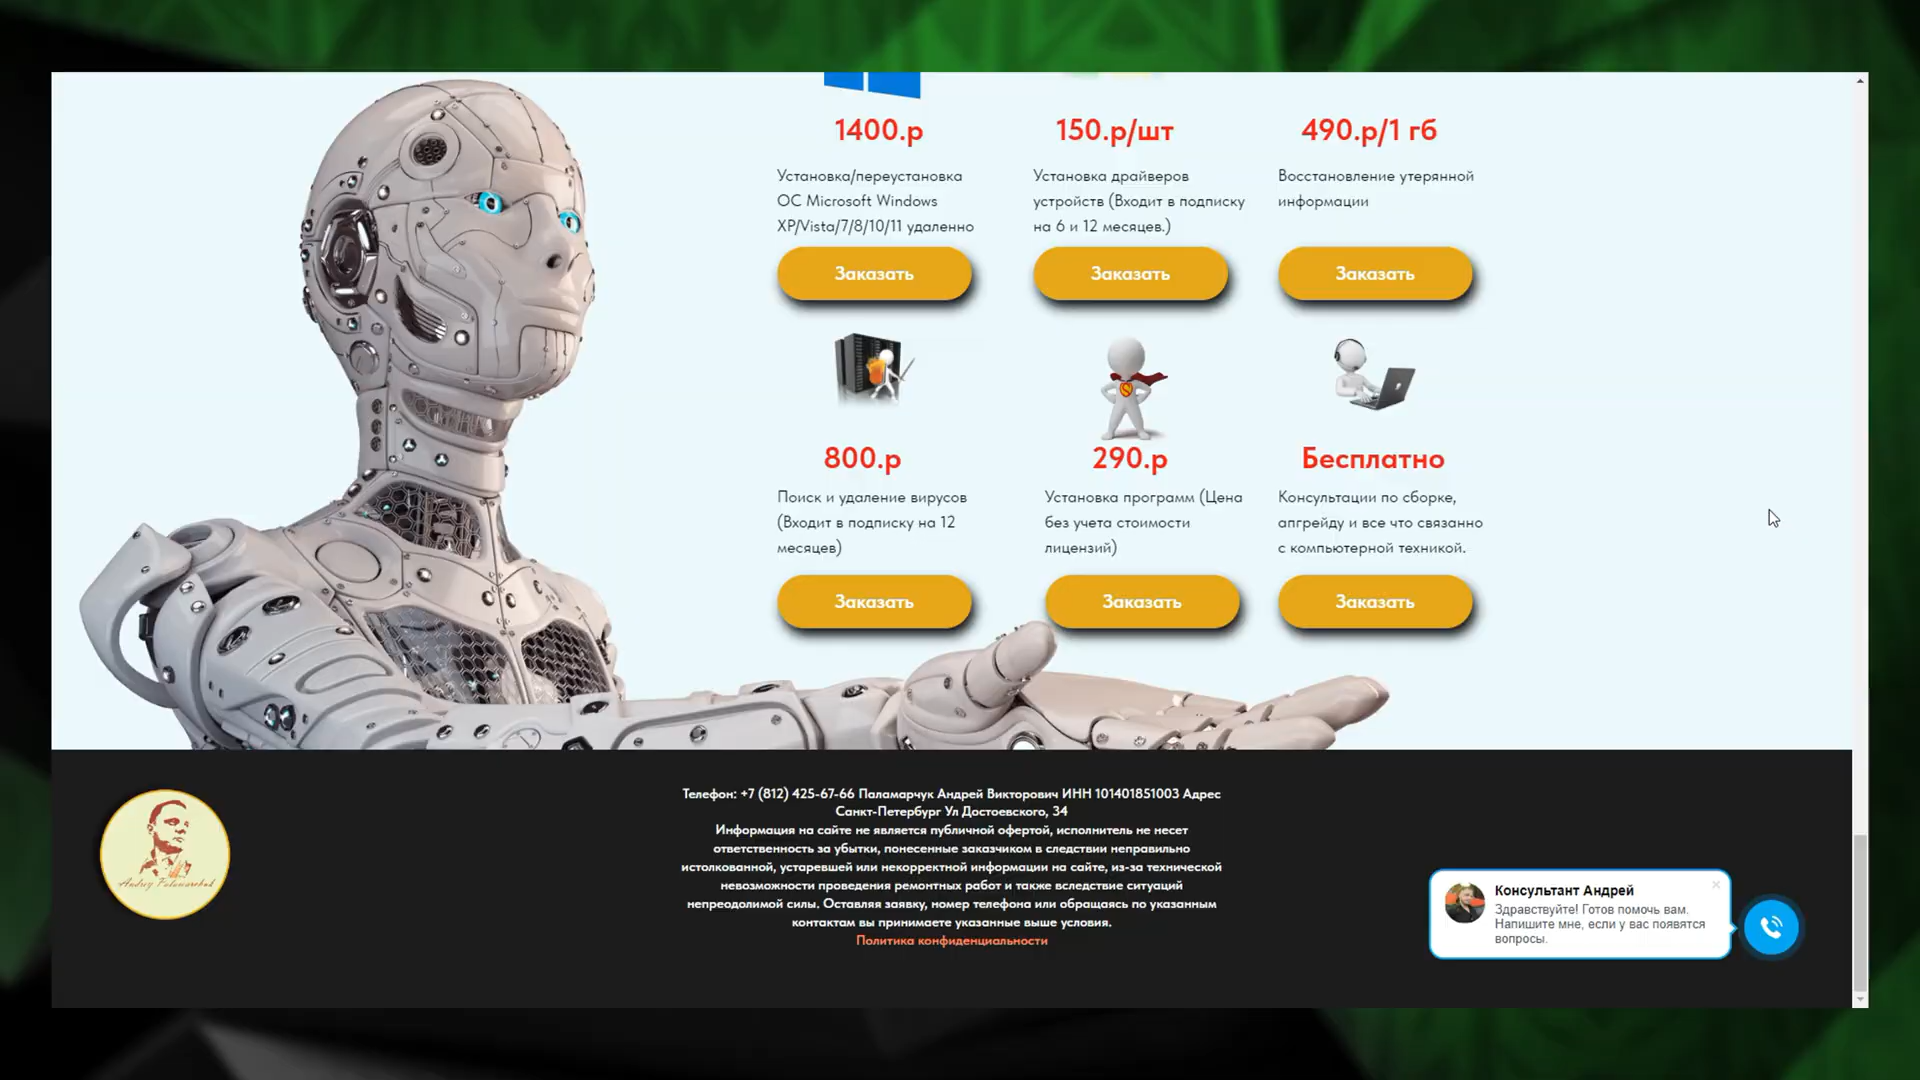 1400.р
Установка/переустановка
ОС Microsoft Windows
XP/Vista/7/8/10/11 удаленно
Заказать
150.р/шт
Установка драйверов
устройств (Входит в подписку
на 6 и 12 месяцев.)
Заказать
490.р/1 гб
Восстановление утерянной
информации
Заказать
800.р
Поиск и удаление вирусов
(Входит в подписку на 12
месяцев)
Заказать
290.р
Установка программ (Цена
без учета стоимости
лицензий)
Заказать
Бесплатно
Консультации по сборке,
апгрейду и все что связанно
с компьютерной техникой.
Заказать
Телефон: +7 (812) 425-67-66 Паламарчук Андрей Викторович ИНН 101401851003 Адрес
Санкт-Петербург Ул Достоевского, 34
Информация на сайте не является публичной офертой, исполнитель не несет
ответственность за убытки, понесенные заказчиком в следствии неправильно
истолкованной, устаревшей или некорректной информации на сайте, из-за технической
невозможности проведения ремонтных работ и также вследствие ситуаций
непреодолимой силы. Оставляя заявку, номер телефона или обращаясь по указанным
контактам вы принимаете указанные выше условия.
Политика конфиденциальности
Консультант Андрей
Здравствуйте! Готов помочь вам.
Напишите мне, если у вас появятся
вопросы.